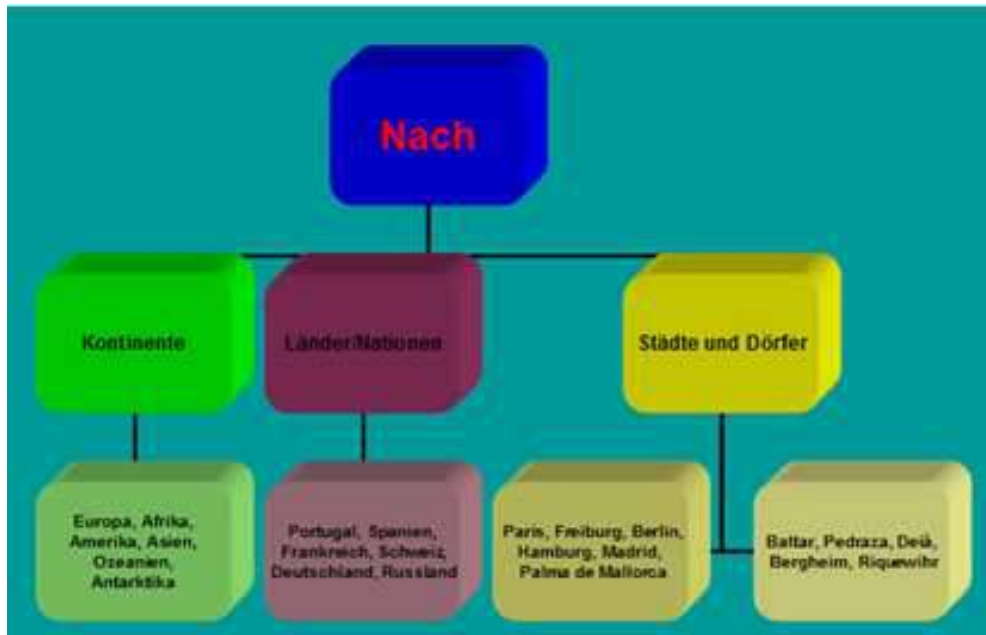 Nach
Kontinente
Länder/Nationen
Städte und Dörfer
Europa, Afrika,
Amerika, Asien,
Ozeanien,
Antarktika
Portugal, Spanien,
Frankreich, Schweiz,
Deutschland, Russland
Paris, Freiburg, Berlin,
Hamburg, Madrid,
Palma de Mallorca
Baltar, Pedraza, Deià,
Bergheim, Riquewihr